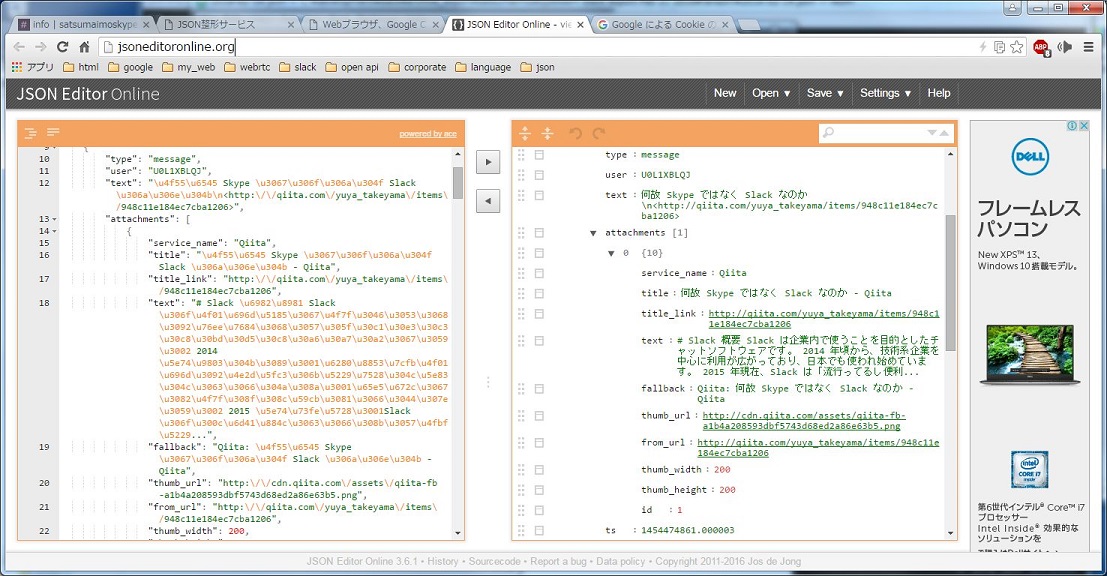 info | satsumaimoskype
JSON整形サービス
Webブラウザ、Google C
JSON Editor Online - vie
Google による Cookie の
jsoneditoronline.org
ABP
アプリ html google my_web webrtc slack open api corporate language json
JSON Editor Online
New Open ▼ Save ▼ Settings ▼ Help
powered by ace
10 "type": "message",
11 "user": "U0L1XBLQJ",
12 "text": "\u4f55\u6545 Skype \u3067\u306f\u306a\u304f Slack
\u306a\u306e\u304b\n<http:\/\/qiita.com\/yuya_takeyama\/items
\/948c11e184ec7cba1206>",
13 "attachments": [
14 {
15 "service_name": "Qiita",
16 "title": "\u4f55\u6545 Skype \u3067\u306f\u306a\u304f
Slack \u306a\u306e\u304b - Qiita",
17 "title_link": "http:\/\/qiita.com\/yuya_takeyama\/items
\/948c11e184ec7cba1206",
18 "text": "# Slack \u6982\u8981 Slack
\u306f\u4f01\u696d\u5185\u3067\u4f7f\u3046\u3053\u3068
\u3092\u76ee\u7684\u3068\u3057\u305f\u30c1\u30e3\u30c3
\u30c8\u30bd\u30d5\u30c8\u30a6\u30a7\u30a2\u3067\u3059
\u3002 2014
\u5e74\u9803\u304b\u3089\u3001\u6280\u8853\u7cfb\u4f01
\u696d\u3092\u4e2d\u5fc3\u306b\u5229\u7528\u304c\u5e83
\u304c\u3063\u3066\u304a\u308a\u3001\u65e5\u672c\u3067
\u3082\u4f7f\u308f\u308c\u59cb\u3081\u3066\u3044\u307e
\u3059\u3002 2015 \u5e74\u73fe\u5728\u3001Slack
\u306f\u300c\u6d41\u884c\u3063\u3066\u308b\u3057\u4fbf
\u5229...",
19 "fallback": "Qiita: \u4f55\u6545 Skype
\u3067\u306f\u306a\u304f Slack \u306a\u306e\u304b -
Qiita",
20 "thumb_url": "http:\/\/cdn.qiita.com\/assets\/qiita-fb
-a1b4a208593dbf5743d68ed2a86e63b5.png",
21 "from_url": "http:\/\/qiita.com\/yuya_takeyama\/items\
/948c11e184ec7cba1206",
22 "thumb_width": 200,
type : message
user : U0L1XBLQJ
text : 何故 Skype ではなく Slack なのか
\n<http://qiita.com/yuya_takeyama/items/948c11e184ec7c
ba1206>
▼ attachments [1]
▼ 0 {10}
service_name : Qiita
title : 何故 Skype ではなく Slack なのか - Qiita
title_link : http://qiita.com/yuya_takeyama/items/948c1
1e184ec7cba1206
text : # Slack 概要 Slack は企業内で使うことを目的としたチ
ャットソフトウェアです。 2014 年頃から、技術系企業を
中心に利用が広がっており、日本でも使われ始めていま
す。 2015 年現在、Slack は「流行ってるし便利...
fallback : Qiita: 何故 Skype ではなく Slack なのか -
Qiita
thumb_url : http://cdn.qiita.com/assets/qiita-fb-
a1b4a208593dbf5743d68ed2a86e63b5.png
from_url : http://qiita.com/yuya_takeyama/items/948c11e
184ec7cba1206
thumb_width : 200
thumb_height : 200
id : 1
ts : 1454474861.000003
DELL
フレームレス
パソコン
New XPS™ 13、
Windows 10搭載モデル。
intel
CORE i7
inside
第6世代インテル® Core™ i7
プロセッサー
Intel Inside® 効果的な
ソリューションを
JSON Editor Online 3.6.1 • History • Sourcecode • Report a bug • Data policy • Copyright 2011-2016 Jos de Jong